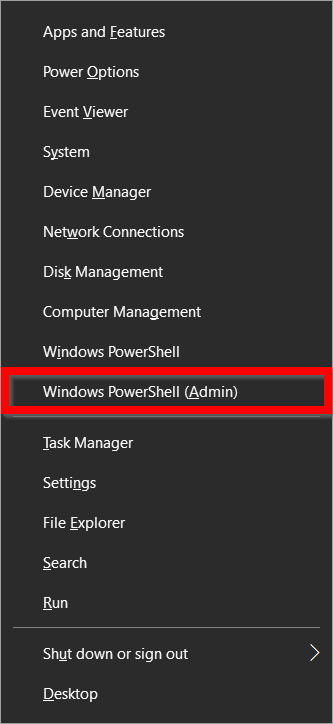 Apps and Features
Power Options
Event Viewer
System
Device Manager
Network Connections
Disk Management
Computer Management
Windows PowerShell
Windows PowerShell (Admin)
Task Manager
Settings
File Explorer
Search
Run
Shut down or sign out
Desktop